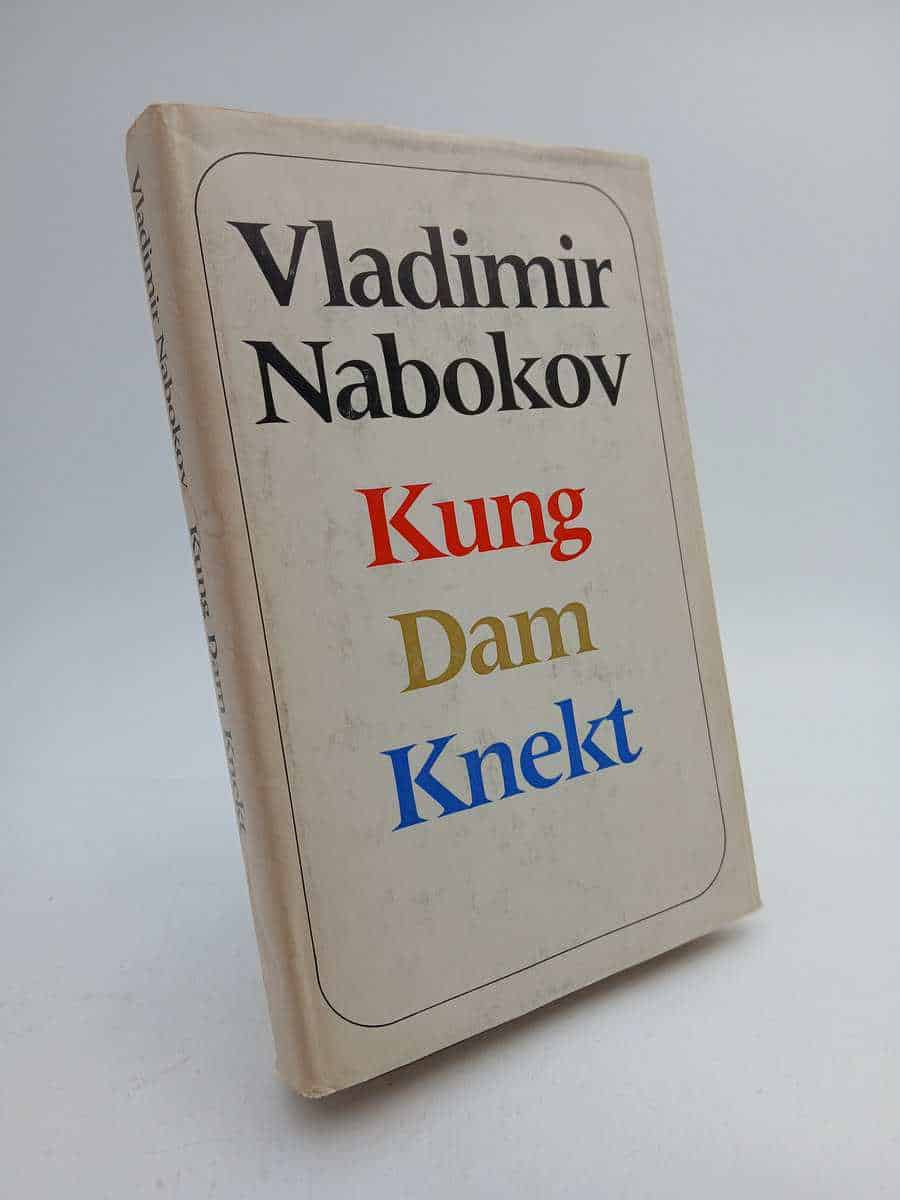 Vladimir
Nabokov
Kung
Dam
Knekt
Vladimir Nabokov Kung Dam Knekt